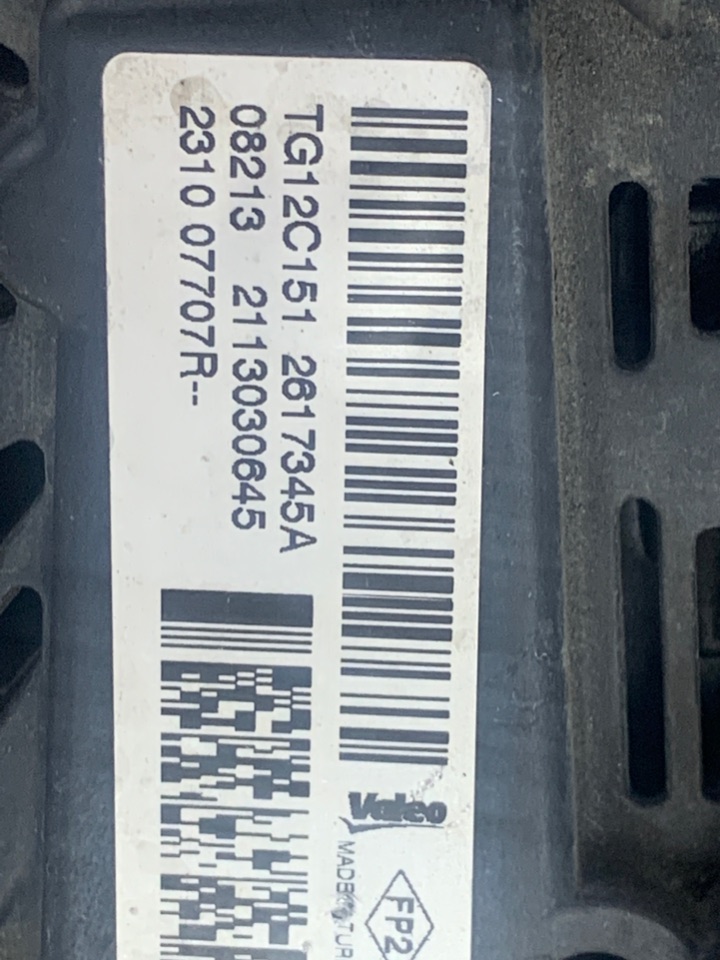 TG12C151 2617345A
08213 2113030645
2310 07707R--
Valeo
FP2